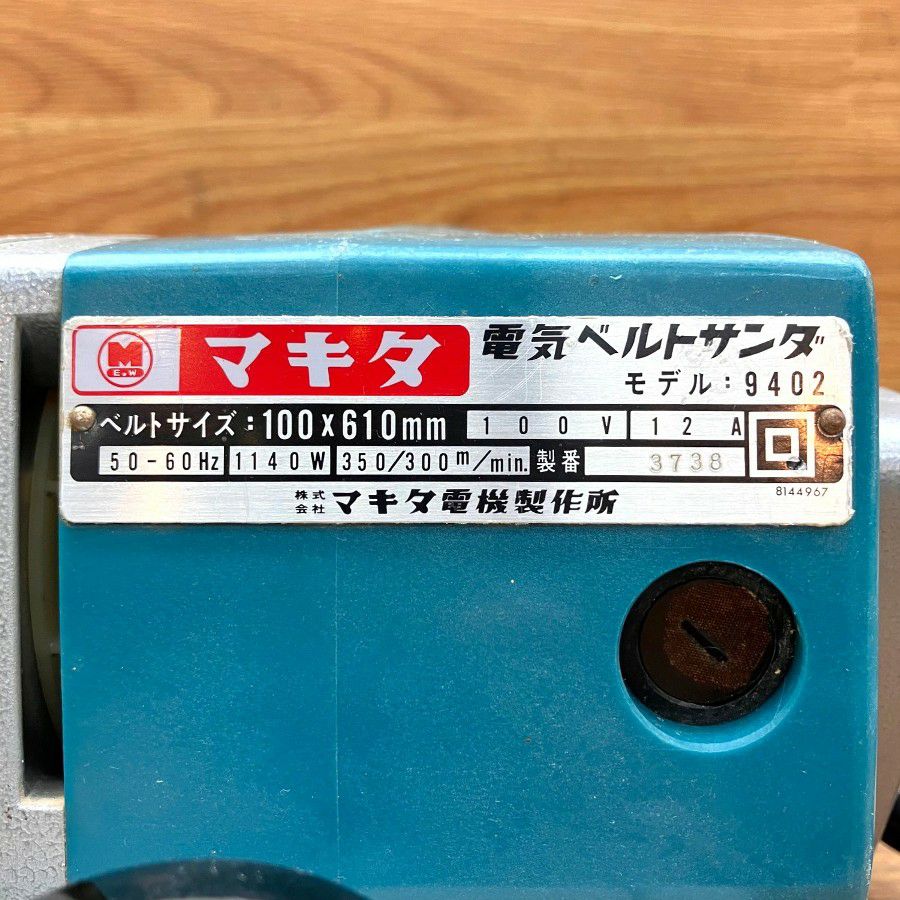 M
E.W
マキタ
電気ベルトサンダ
モデル:9402
ベルトサイズ:100×610mm
100V
12A
50-60Hz
1140W
350/300m/min.
製番
3738
8144967
株式会社
マキタ電機製作所